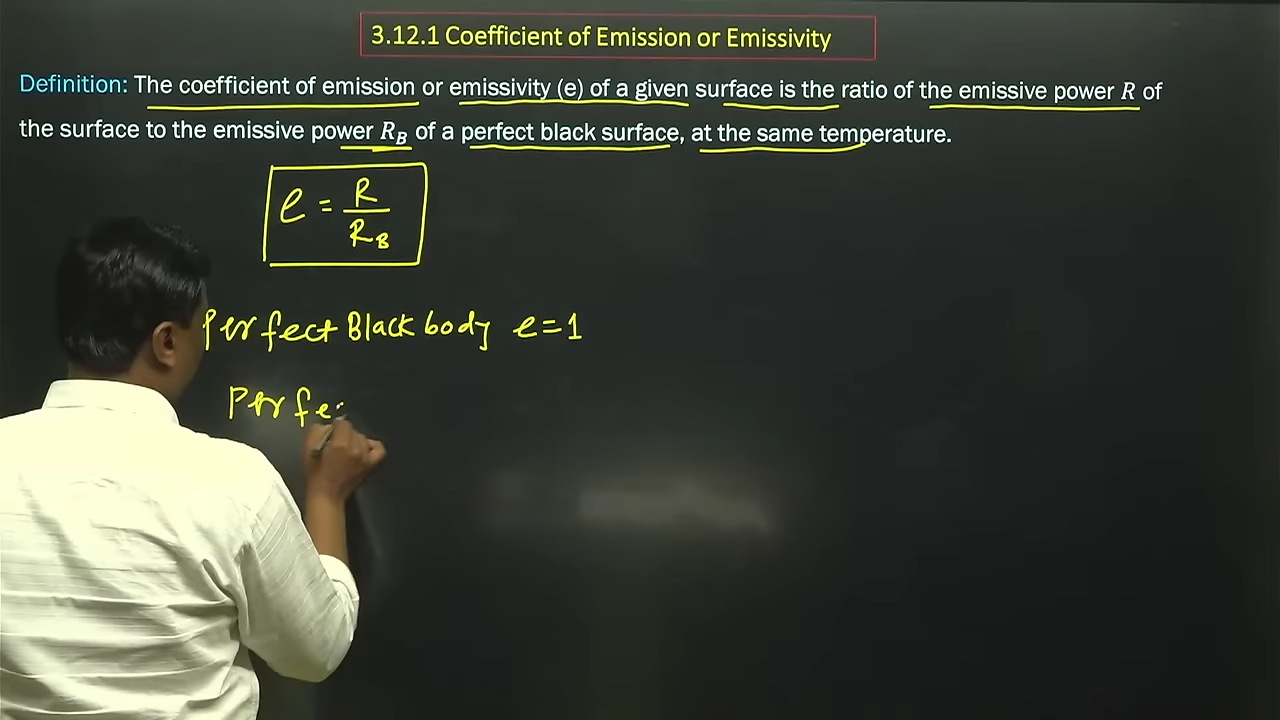 3.12.1 Coefficient of Emission or Emissivity
Definition: The coefficient of emission or emissivity (e) of a given surface is the ratio of the emissive power R of
the surface to the emissive power R_B of a perfect black surface, at the same temperature.
e = R/R_B
Perfect Black body e=1
Perfe